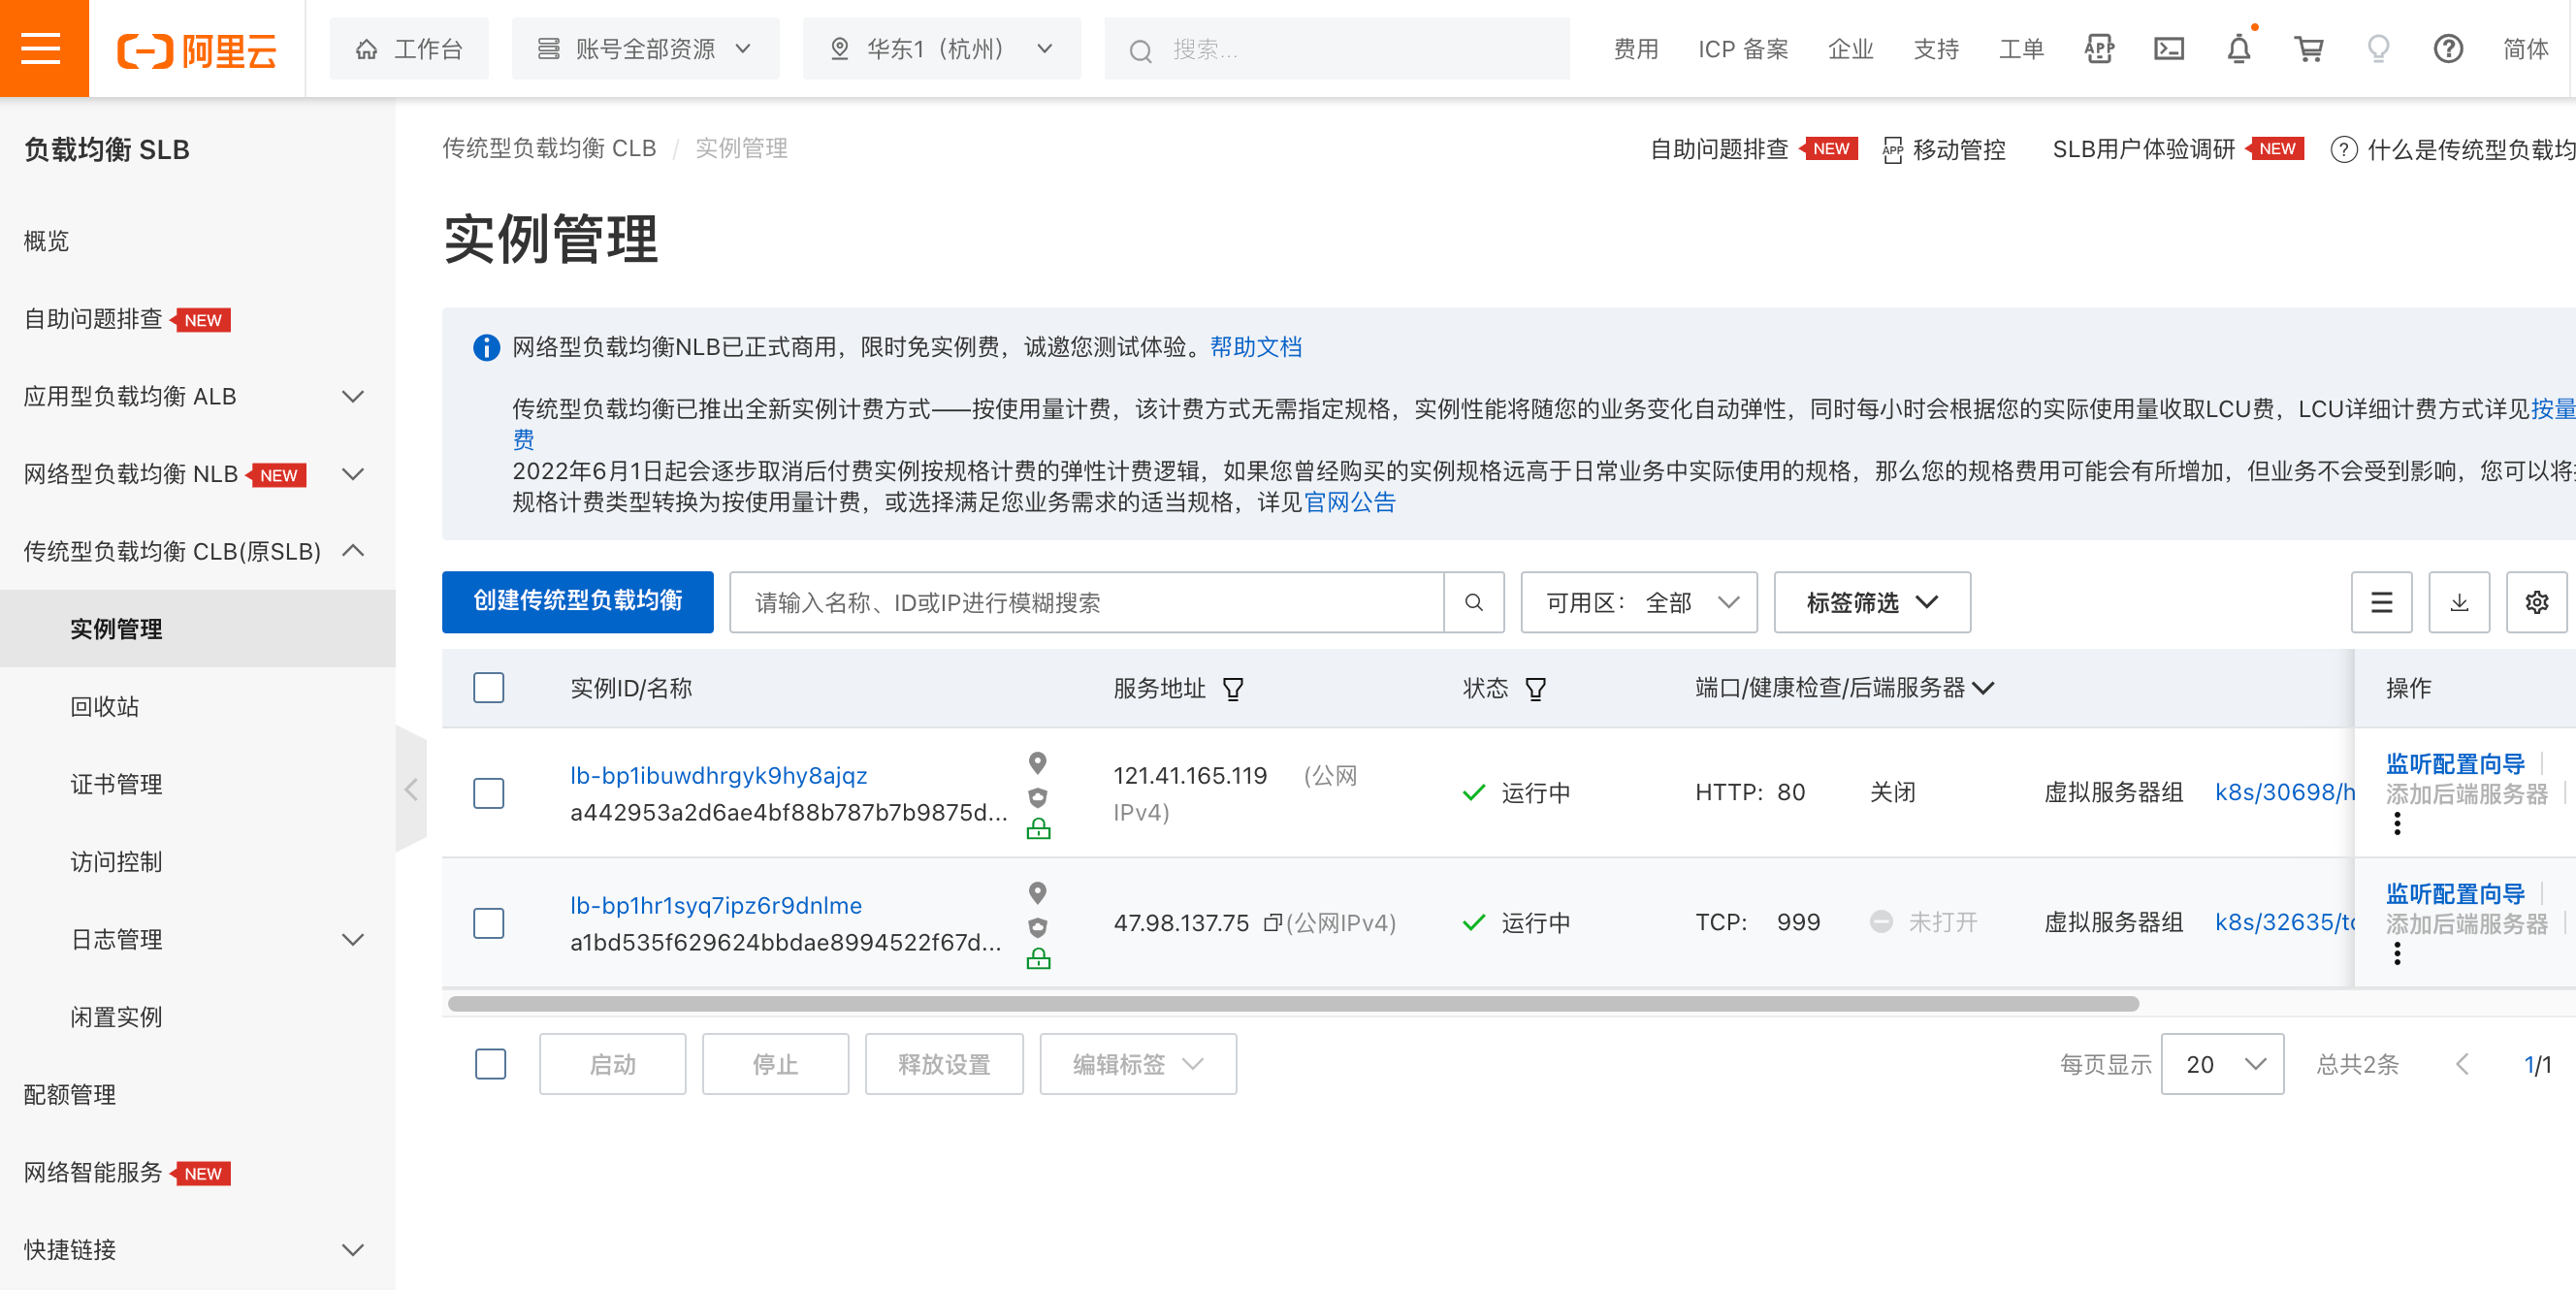 阿里云
工作台
账号全部资源
华东1（杭州）
搜索...
费用
ICP 备案
企业
支持
工单
APP
简体
负载均衡 SLB
概览
自助问题排查 NEW
应用型负载均衡 ALB
网络型负载均衡 NLB NEW
传统型负载均衡 CLB(原SLB)
实例管理
回收站
证书管理
访问控制
日志管理
闲置实例
配额管理
网络智能服务 NEW
快捷链接
传统型负载均衡 CLB / 实例管理
自助问题排查 NEW
APP 移动管控
SLB用户体验调研 NEW
什么是传统型负载均
实例管理
网络型负载均衡NLB已正式商用，限时免实例费，诚邀您测试体验。帮助文档
传统型负载均衡已推出全新实例计费方式——按使用量计费，该计费方式无需指定规格，实例性能将随您的业务变化自动弹性，同时每小时会根据您的实际使用量收取LCU费，LCU详细计费方式详见按量
费
2022年6月1日起会逐步取消后付费实例按规格计费的弹性计费逻辑，如果您曾经购买的实例规格远高于日常业务中实际使用的规格，那么您的规格费用可能会有所增加，但业务不会受到影响，您可以将
规格计费类型转换为按使用量计费，或选择满足您业务需求的适当规格，详见官网公告
创建传统型负载均衡
请输入名称、ID或IP进行模糊搜索
可用区： 全部
标签筛选
实例ID/名称
服务地址
状态
端口/健康检查/后端服务器
操作
lb-bp1ibuwdhrgyk9hy8ajqz
a442953a2d6ae4bf88b787b7b9875d...
121.41.165.119 (公网
IPv4)
运行中
HTTP: 80
关闭
虚拟服务器组
k8s/30698/h
监听配置向导
添加后端服务器
lb-bp1hr1syq7ipz6r9dnlme
a1bd535f629624bbdae8994522f67d...
47.98.137.75 (公网IPv4)
运行中
TCP: 999
未打开
虚拟服务器组
k8s/32635/tc
监听配置向导
添加后端服务器
启动
停止
释放设置
编辑标签
每页显示
20
总共2条
1/1